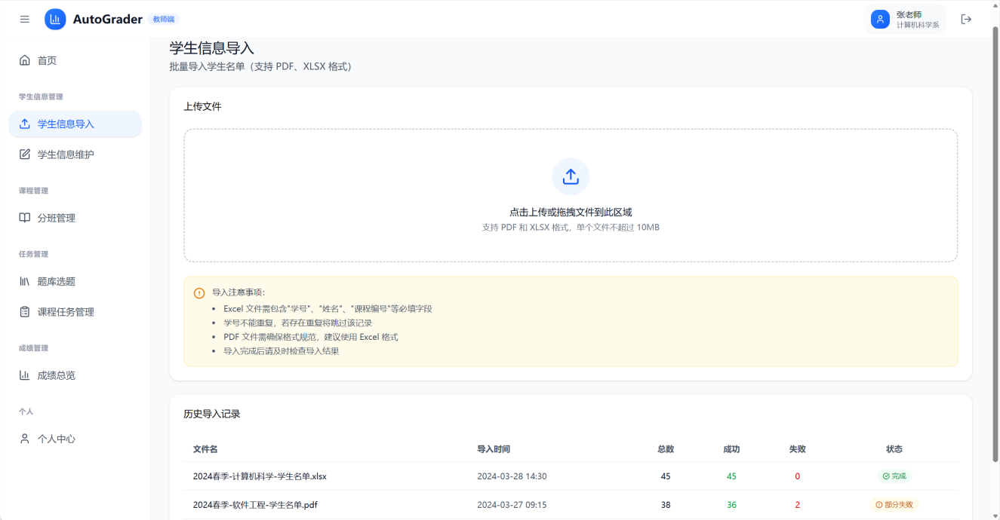 AutoGrader 教师端
张老师
计算机科学系
首页
学生信息管理
学生信息导入
学生信息维护
课程管理
分班管理
任务管理
题库选题
课程任务管理
成绩管理
成绩总览
个人
个人中心
学生信息导入
批量导入学生名单（支持 PDF、XLSX 格式）
上传文件
点击上传或拖拽文件到此区域
支持 PDF 和 XLSX 格式，单个文件不超过 10MB
导入注意事项：
• Excel 文件需包含"学号"、"姓名"、"课程编号"等必填字段
• 学号不能重复，若存在重复将跳过该记录
• PDF 文件需确保格式规范，建议使用 Excel 格式
• 导入完成后请及时检查导入结果
历史导入记录
文件名 导入时间 总数 成功 失败 状态
2024春季-计算机科学-学生名单.xlsx 2024-03-28 14:30 45 45 0 完成
2024春季-软件工程-学生名单.pdf 2024-03-27 09:15 38 36 2 部分失败